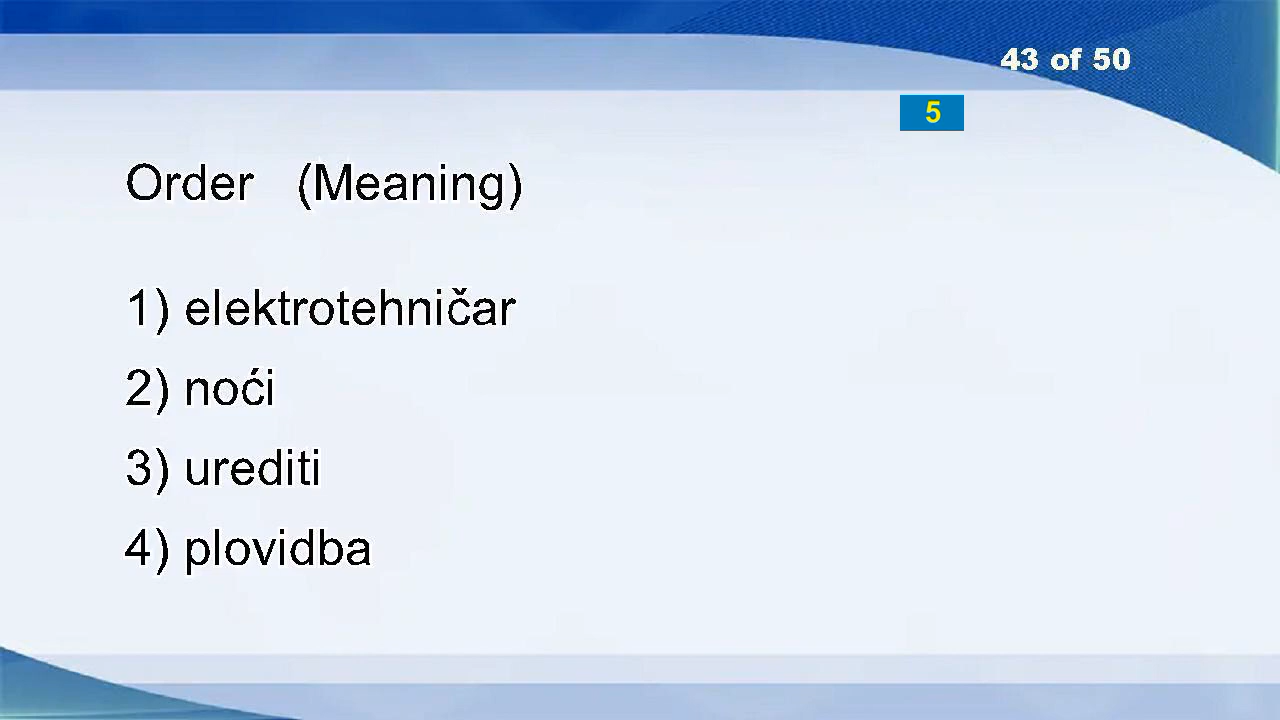 43 of 50
5
Order (Meaning)
1) elektrotehničar
2) noći
3) urediti
4) plovidba